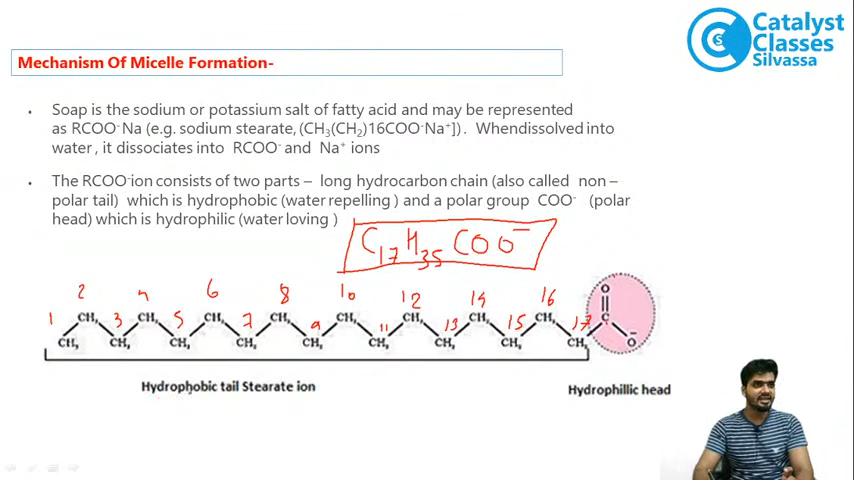 Catalyst
Classes
Silvassa
CS
Mechanism Of Micelle Formation-
• Soap is the sodium or potassium salt of fatty acid and may be represented
as RCOO⁻Na (e.g. sodium stearate, (CH₃(CH₂)16COO⁻Na⁺]). Whendissolved into
water , it dissociates into RCOO⁻ and Na⁺ ions
• The RCOO⁻ion consists of two parts – long hydrocarbon chain (also called non –
polar tail) which is hydrophobic (water repelling ) and a polar group COO⁻ (polar
head) which is hydrophilic (water loving )
C₁₇H₃₅COO⁻
2 4 6 8 10 12 14 16 O
1 CH₂ 3 CH₂ 5 CH₂ 7 CH₂ 9 CH₂ 11 CH₂ 13 CH₂ 15 CH₂ 17 C
CH₃ CH₂ CH₂ CH₂ CH₂ CH₂ CH₂ CH₂ CH₂ O⁻
Hydrophobic tail Stearate ion
Hydrophillic head